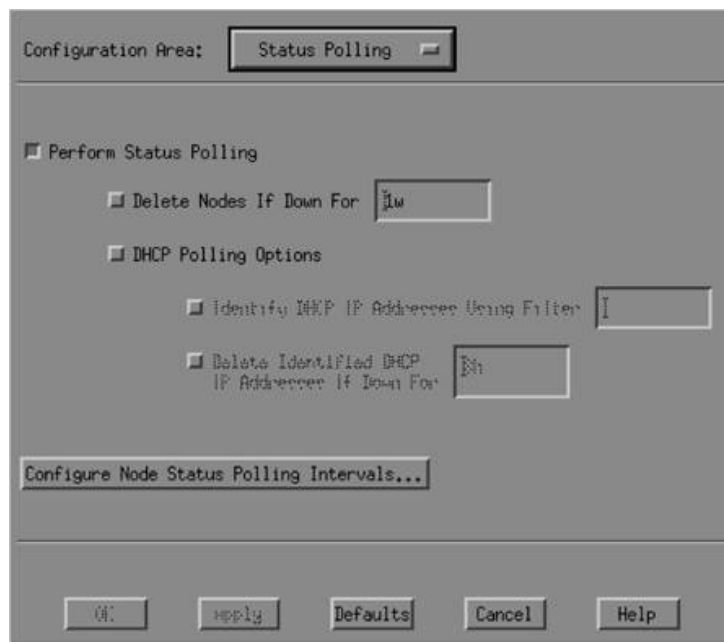 Configuration Area: Status Polling
Perform Status Polling
Delete Nodes If Down For 1w
DHCP Polling Options
Identify DHCP IP Addresses Using Filter
Delete Identified DHCP
IP Addresses If Down For
Configure Node Status Polling Intervals...
OK Apply Defaults Cancel Help